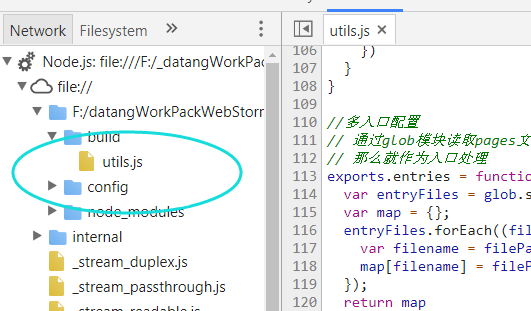 Network
Filesystem
»
Node.js: file:///F:/_datangWorkPac
file://
F:/datangWorkPackWebStorr
build
utils.js
config
node_modules
internal
_stream_duplex.js
_stream_passthrough.js
_stream_readable.js
utils.js
106 })
107 }
108 }
109
110 //多入口配置
111 // 通过glob模块读取pages文
112 // 那么就作为入口处理
113 exports.entries = function
114 var entryFiles = glob.s
115 var map = {};
116 entryFiles.forEach((fil
117 var filename = filePa
118 map[filename] = fileP
119 });
120 return map